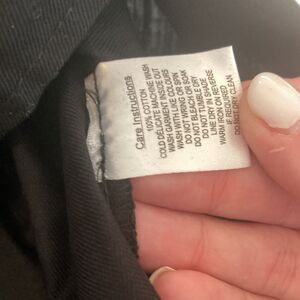 Care Instructions
100% COTTON
COLD DELICATE MACHINE WASH
WASH GARMENT INSIDE OUT
WASH WITH LIKE COLOURS
DO NOT WRING OR SOAK
DO NOT BLEACH OR SPIN
DO NOT TUMBLE DRY
LINE DRY IN SHADE
WARM IRON ON REVERSE
IF REQUIRED
DO NOT DRY CLEAN